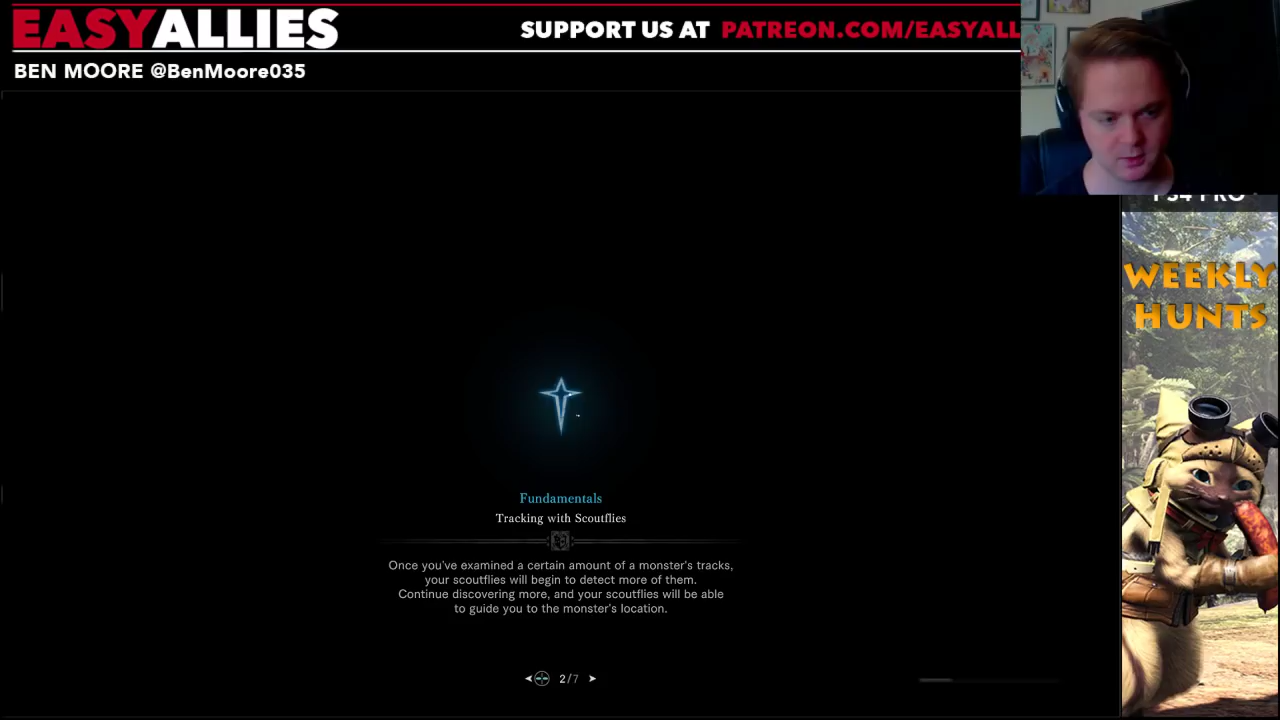 EASYALLIES
SUPPORT US AT PATREON.COM/EASYALL
BEN MOORE @BenMoore035
PS4 PRO
WEEKLY
HUNTS
Fundamentals
Tracking with Scoutflies
Once you've examined a certain amount of a monster's tracks,
your scoutflies will begin to detect more of them.
Continue discovering more, and your scoutflies will be able
to guide you to the monster's location.
2/7